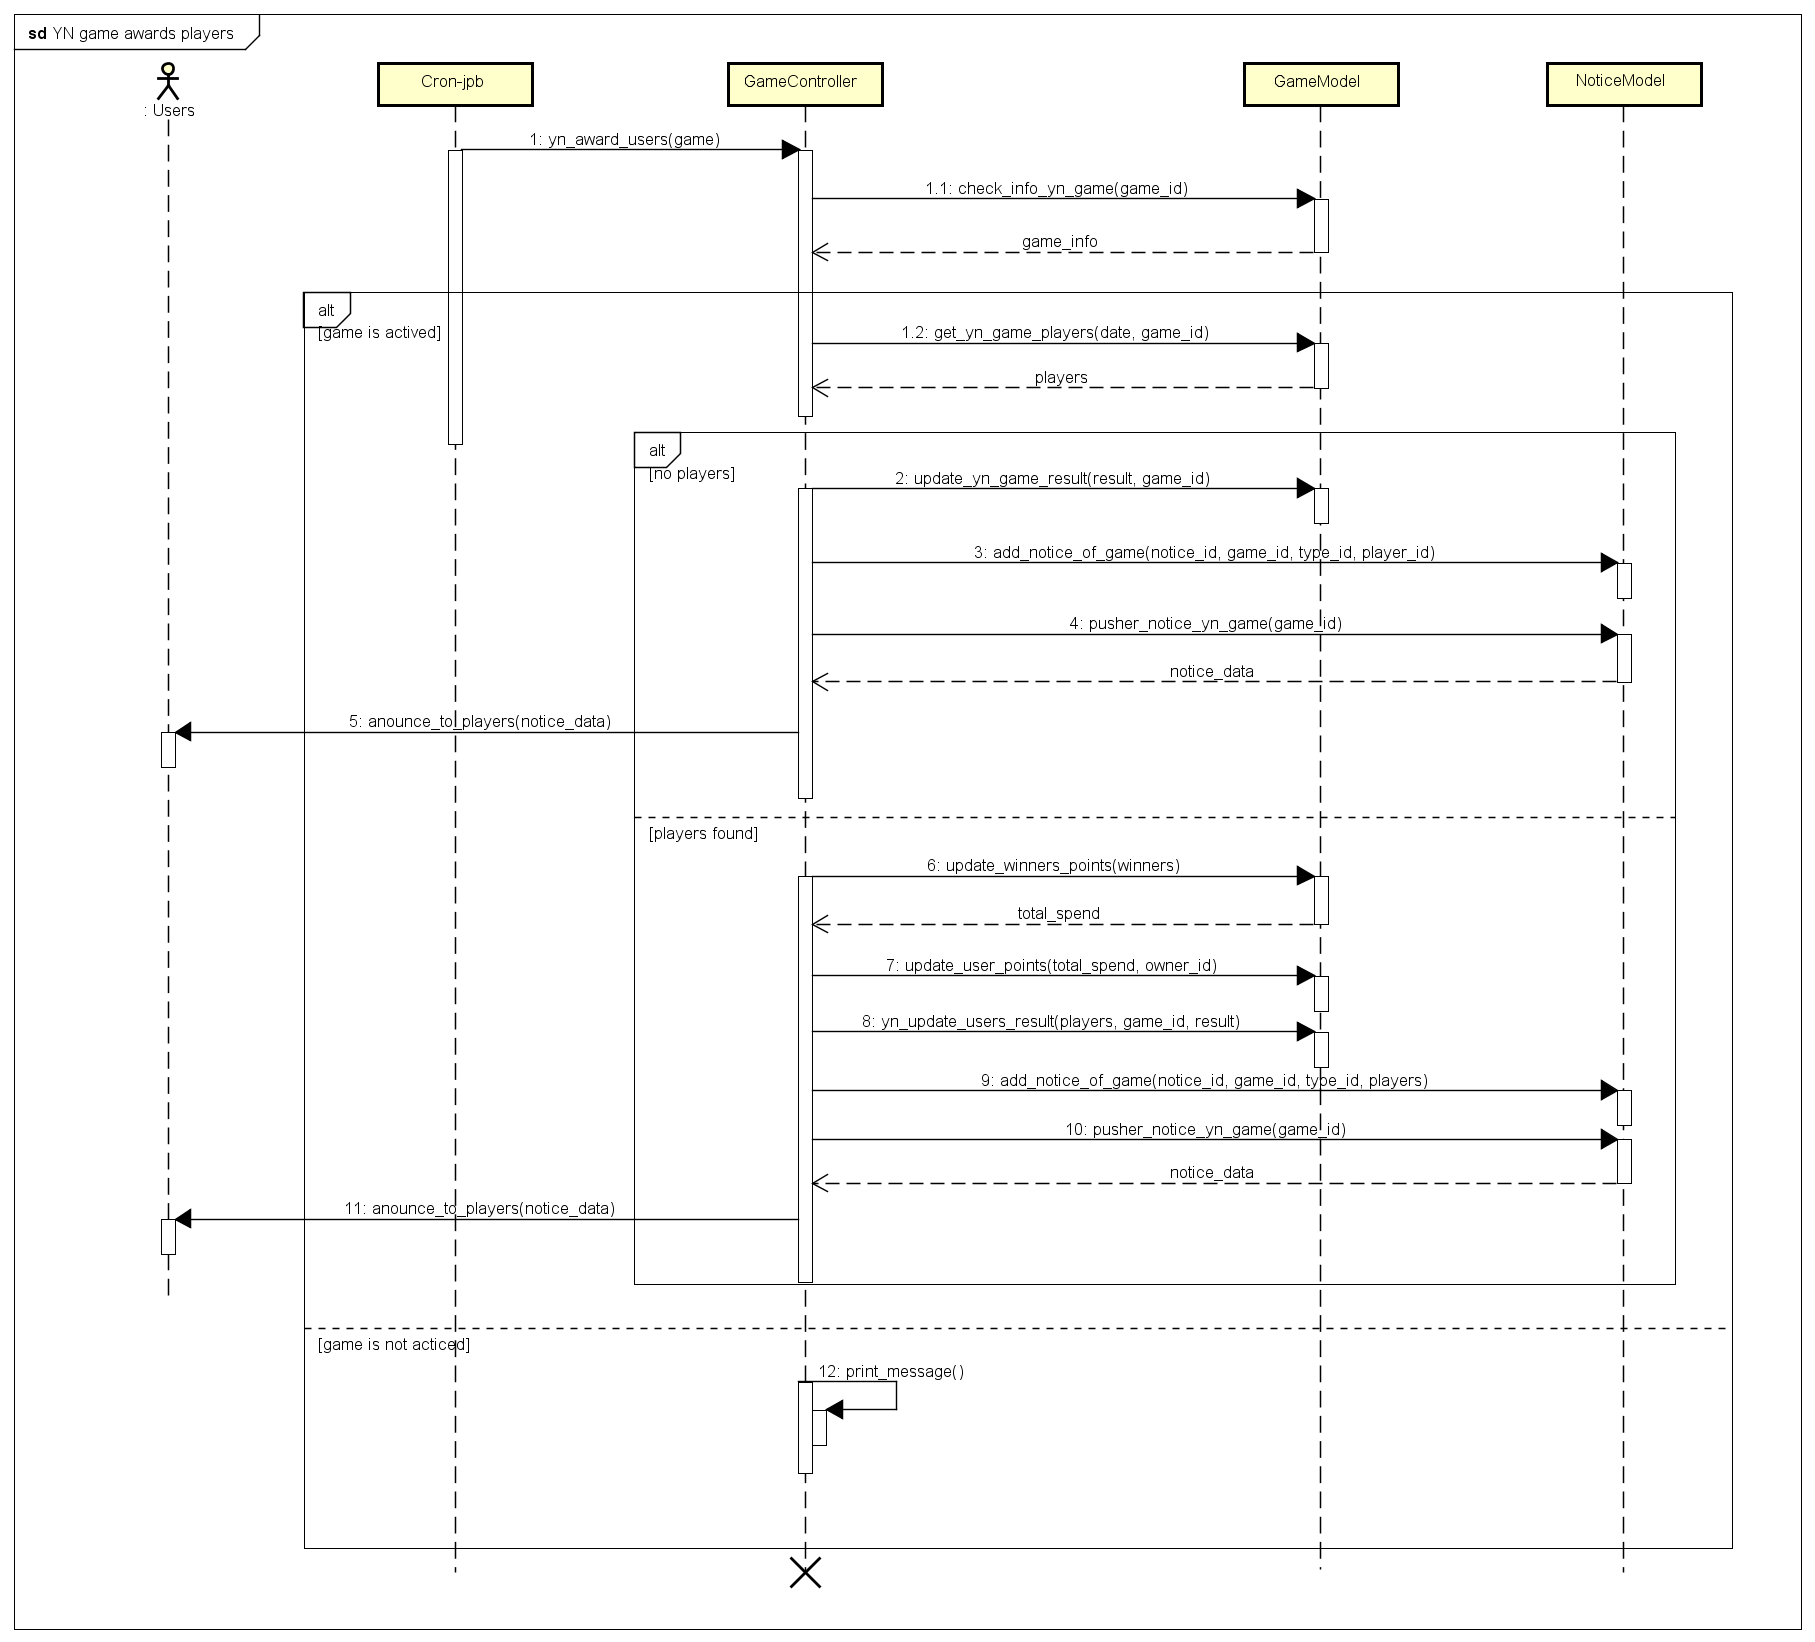 sd YN game awards players
: Users
Cron-jpb
GameController
GameModel
NoticeModel
1: yn_award_users(game)
1.1: check_info_yn_game(game_id)
game_info
alt
[game is actived]
1.2: get_yn_game_players(date, game_id)
players
alt
[no players]
2: update_yn_game_result(result, game_id)
3: add_notice_of_game(notice_id, game_id, type_id, player_id)
4: pusher_notice_yn_game(game_id)
notice_data
5: anounce_to_players(notice_data)
[players found]
6: update_winners_points(winners)
total_spend
7: update_user_points(total_spend, owner_id)
8: yn_update_users_result(players, game_id, result)
9: add_notice_of_game(notice_id, game_id, type_id, players)
10: pusher_notice_yn_game(game_id)
notice_data
11: anounce_to_players(notice_data)
[game is not acticed]
12: print_message()